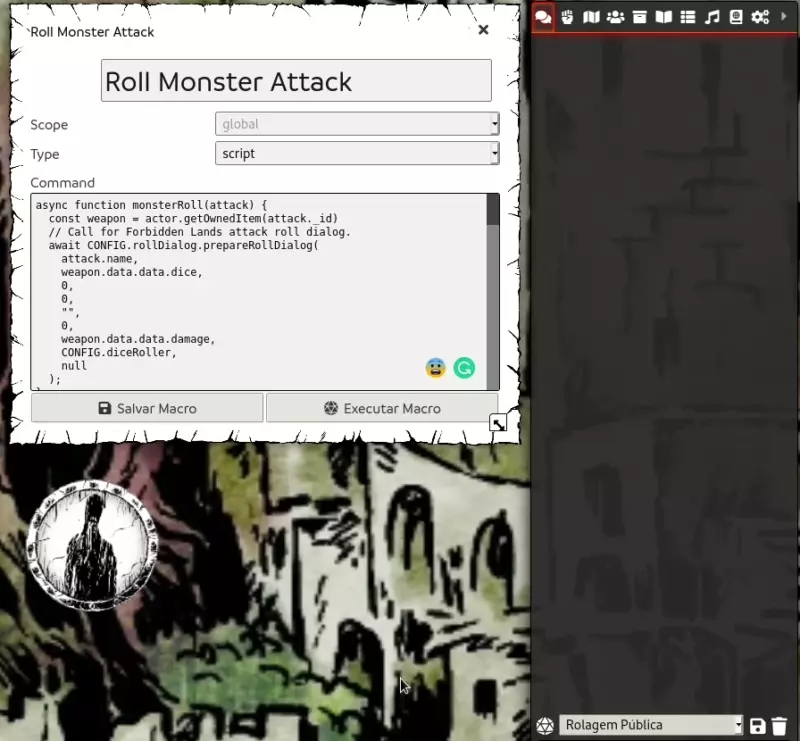 Roll Monster Attack
Roll Monster Attack
Scope
global
Type
script
Command
async function monsterRoll(attack) {
const weapon = actor.getOwnedItem(attack._id)
// Call for Forbidden Lands attack roll dialog.
await CONFIG.rollDialog.prepareRollDialog(
attack.name,
weapon.data.data.dice,
0,
0,
"",
0,
weapon.data.data.damage,
CONFIG.diceRoller,
null
);
Salvar Macro
Executar Macro
Rolagem Pública